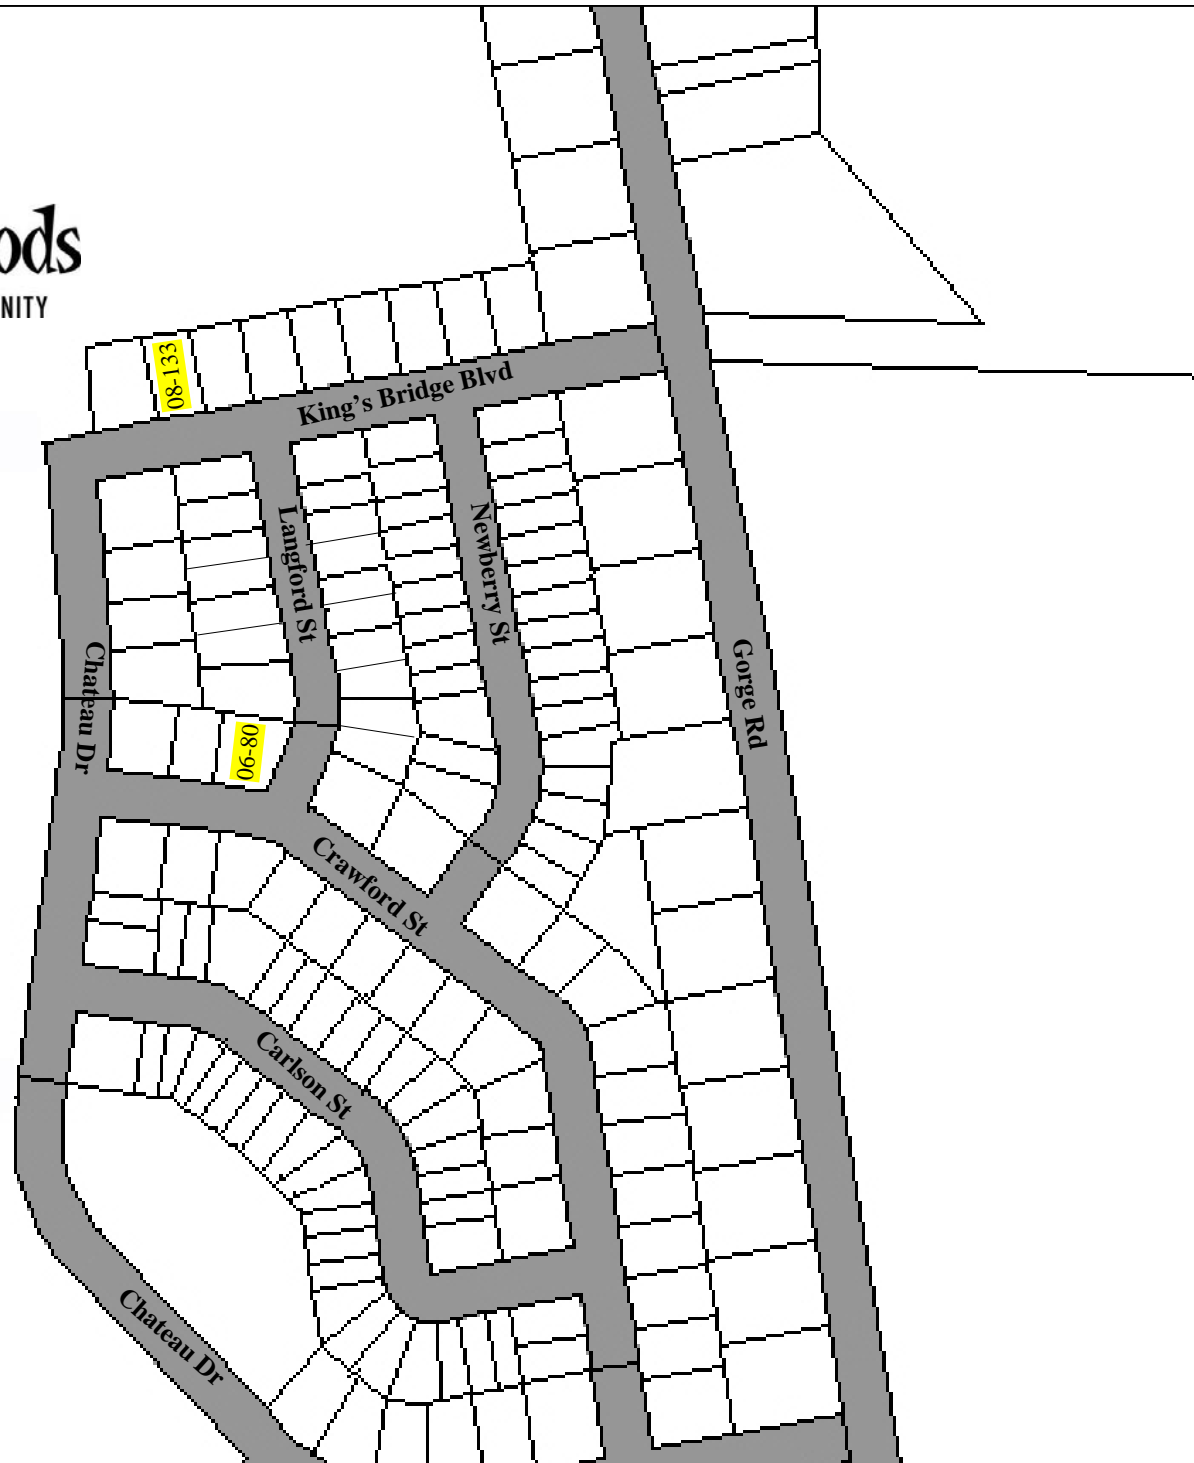 ods
NITY
08-133
King's Bridge Blvd
Langford St
Newberry St
Chateau Dr
Gorge Rd
06-80
Crawford St
Carlson St
Chateau Dr